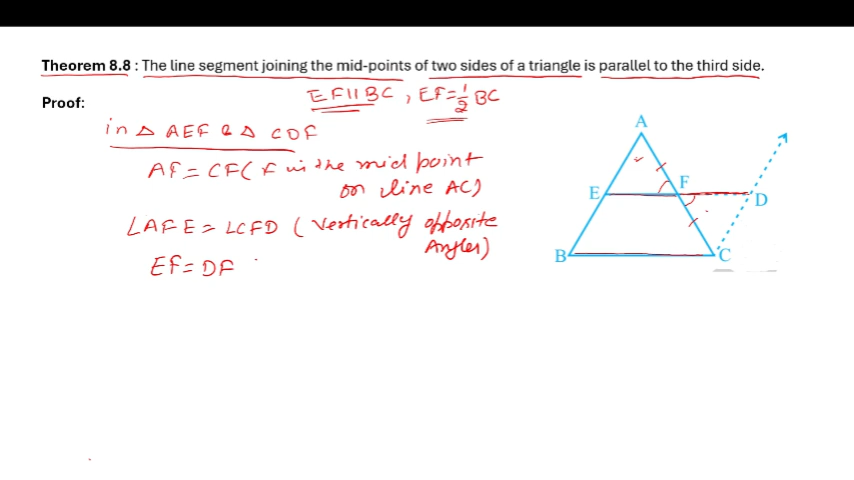 Theorem 8.8 : The line segment joining the mid-points of two sides of a triangle is parallel to the third side.
EF || BC , EF = 1/2 BC
Proof:
in Δ AEF & Δ CDF
AF = CF ( F is the mid point
on line AC)
∠AFE = ∠CFD ( Vertically opposite
Angles)
EF = DF
A
E
F
D
B
C